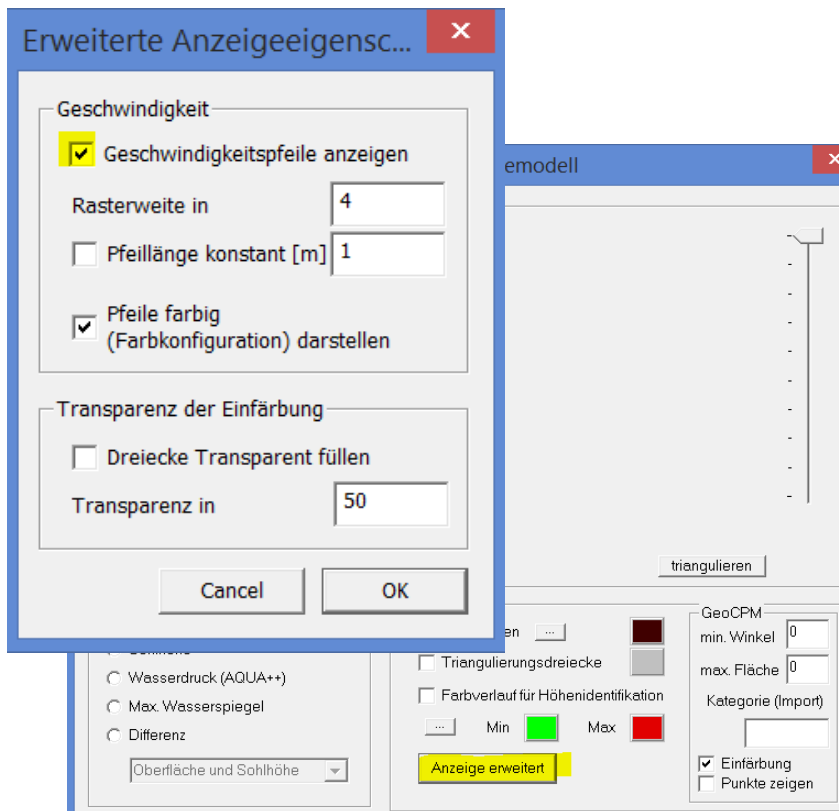 Erweiterte Anzeigeeigensc...
Geschwindigkeit
Geschwindigkeitspfeile anzeigen
Rasterweite in
4
Pfeillänge konstant [m]
1
Pfeile farbig
(Farbkonfiguration) darstellen
Transparenz der Einfärbung
Dreiecke Transparent füllen
Transparenz in
50
Cancel
OK
emodell
triangulieren
Wasserdruck (AQUA++)
Max. Wasserspiegel
Differenz
Oberfläche und Sohlhöhe
en
...
Triangulierungsdreiecke
Farbverlauf für Höhenidentifikation
...
Min
Max
Anzeige erweitert
GeoCPM
min. Winkel
0
max. Fläche
0
Kategorie (Import)
Einfärbung
Punkte zeigen